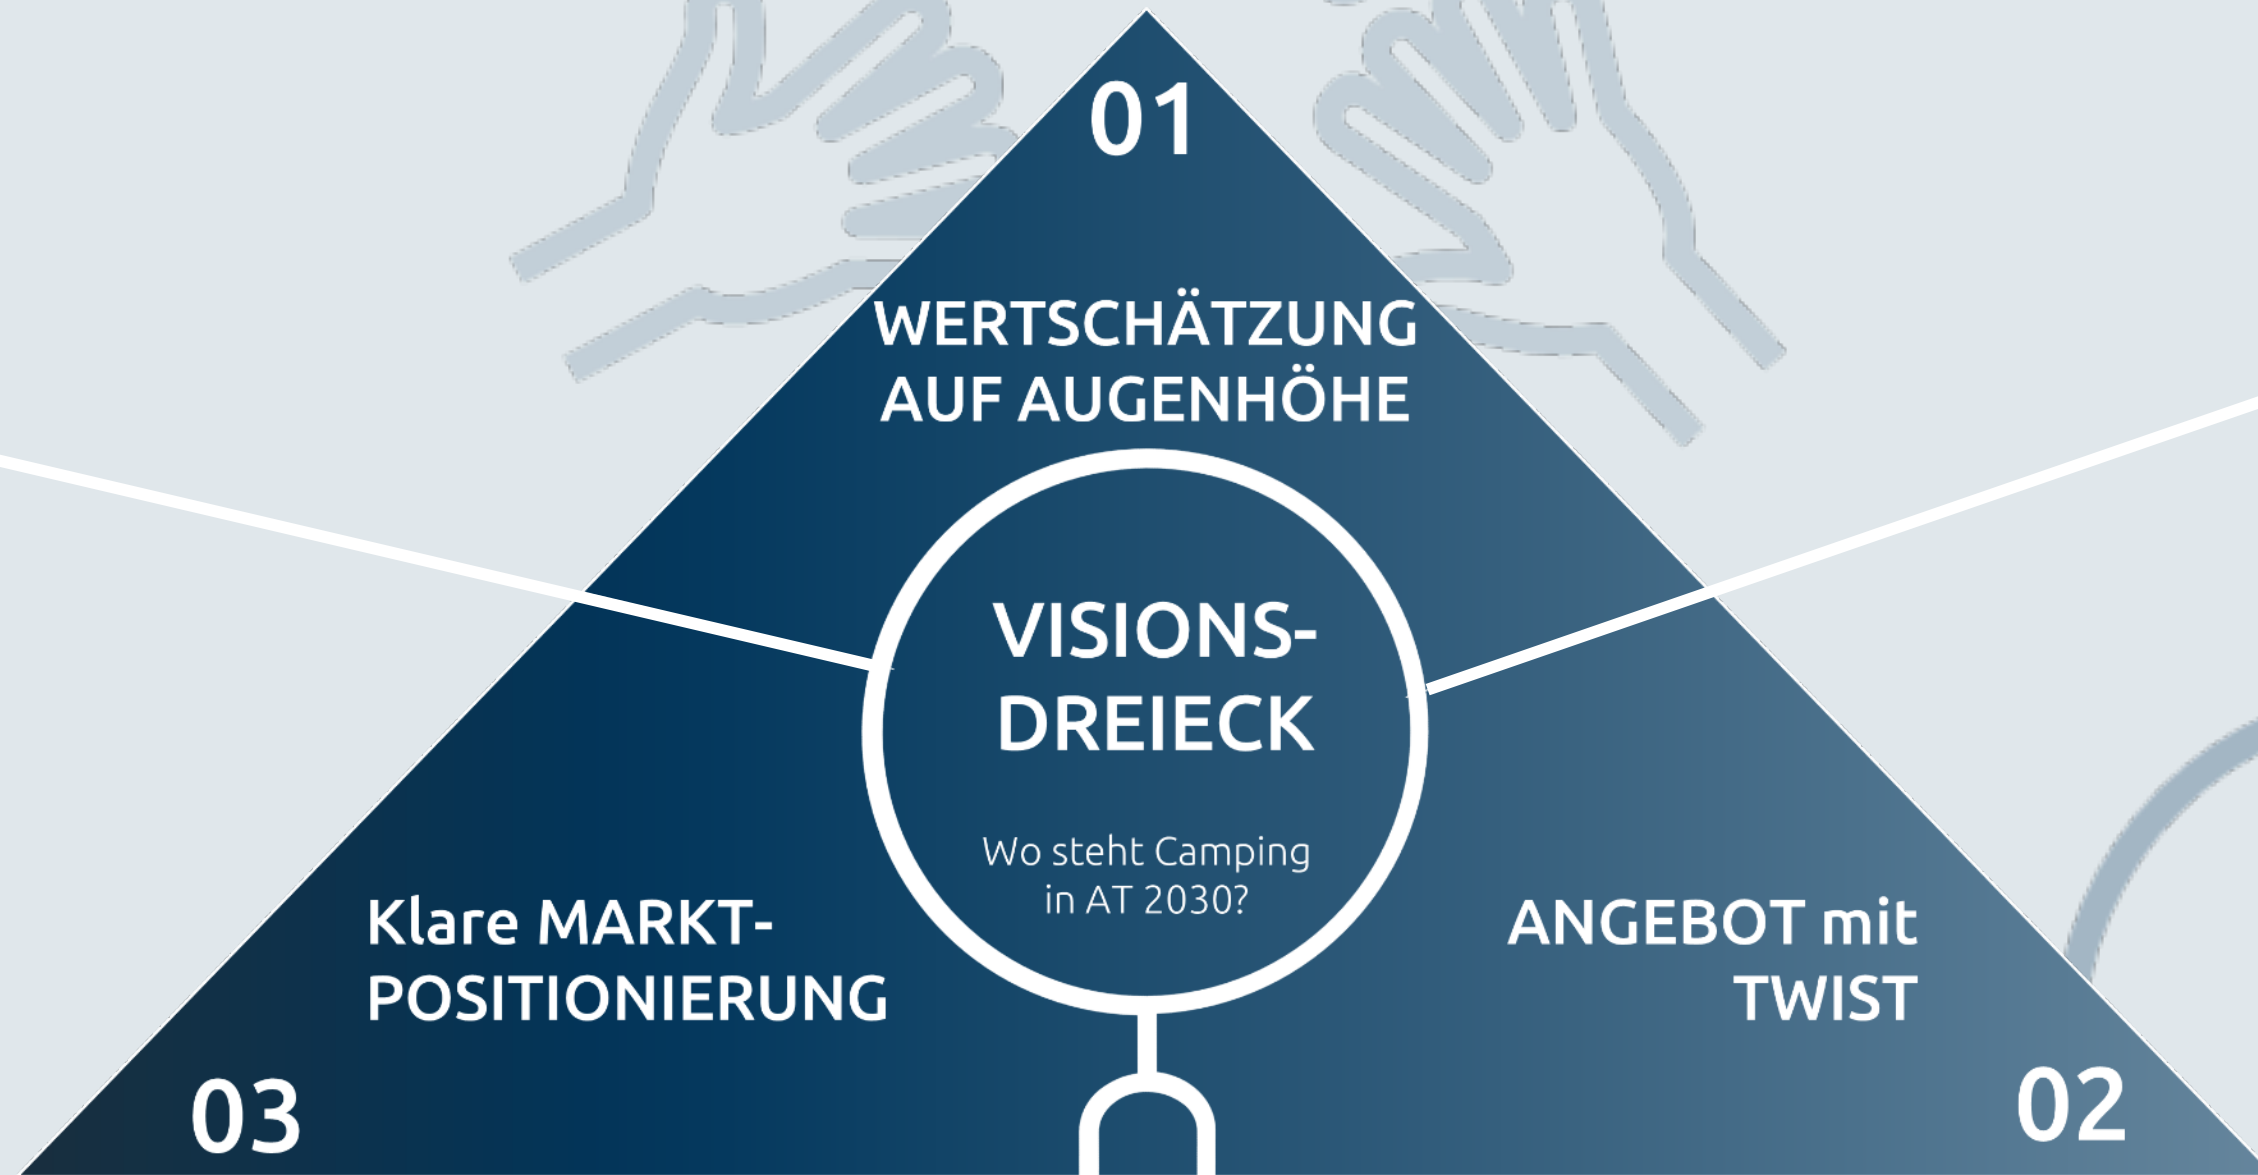 01
WERTSCHÄTZUNG
AUF AUGENHÖHE
VISIONS-
DREIECK
Wo steht Camping
in AT 2030?
Klare MARKT-
POSITIONIERUNG
03
ANGEBOT mit
TWIST
02